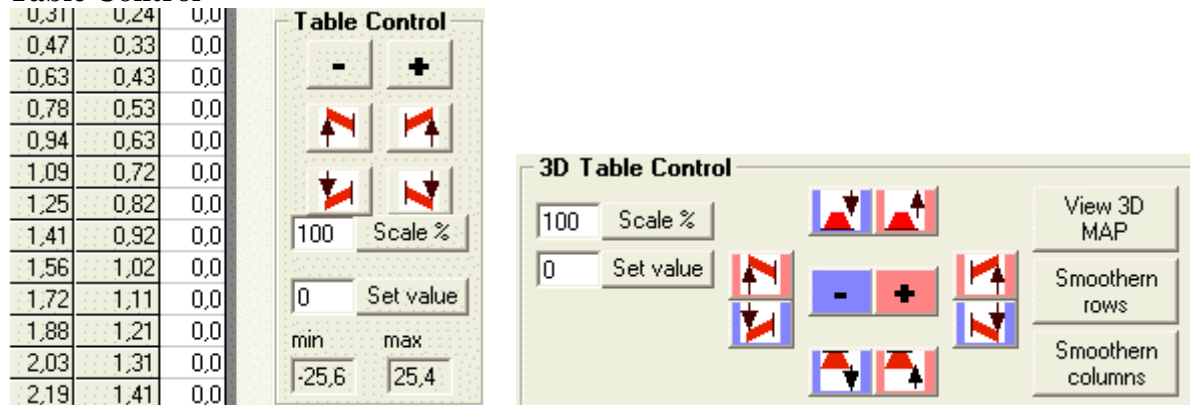 Table Control
0,31 0,24 0,0
0,47 0,33 0,0
0,63 0,43 0,0
0,78 0,53 0,0
0,94 0,63 0,0
1,09 0,72 0,0
1,25 0,82 0,0
1,41 0,92 0,0
1,56 1,02 0,0
1,72 1,11 0,0
1,88 1,21 0,0
2,03 1,31 0,0
2,19 1,41 0,0
Table Control
- +
100 Scale %
0 Set value
min max
-25,6 25,4
3D Table Control
100 Scale %
0 Set value
- +
View 3D
MAP
Smoothern
rows
Smoothern
columns